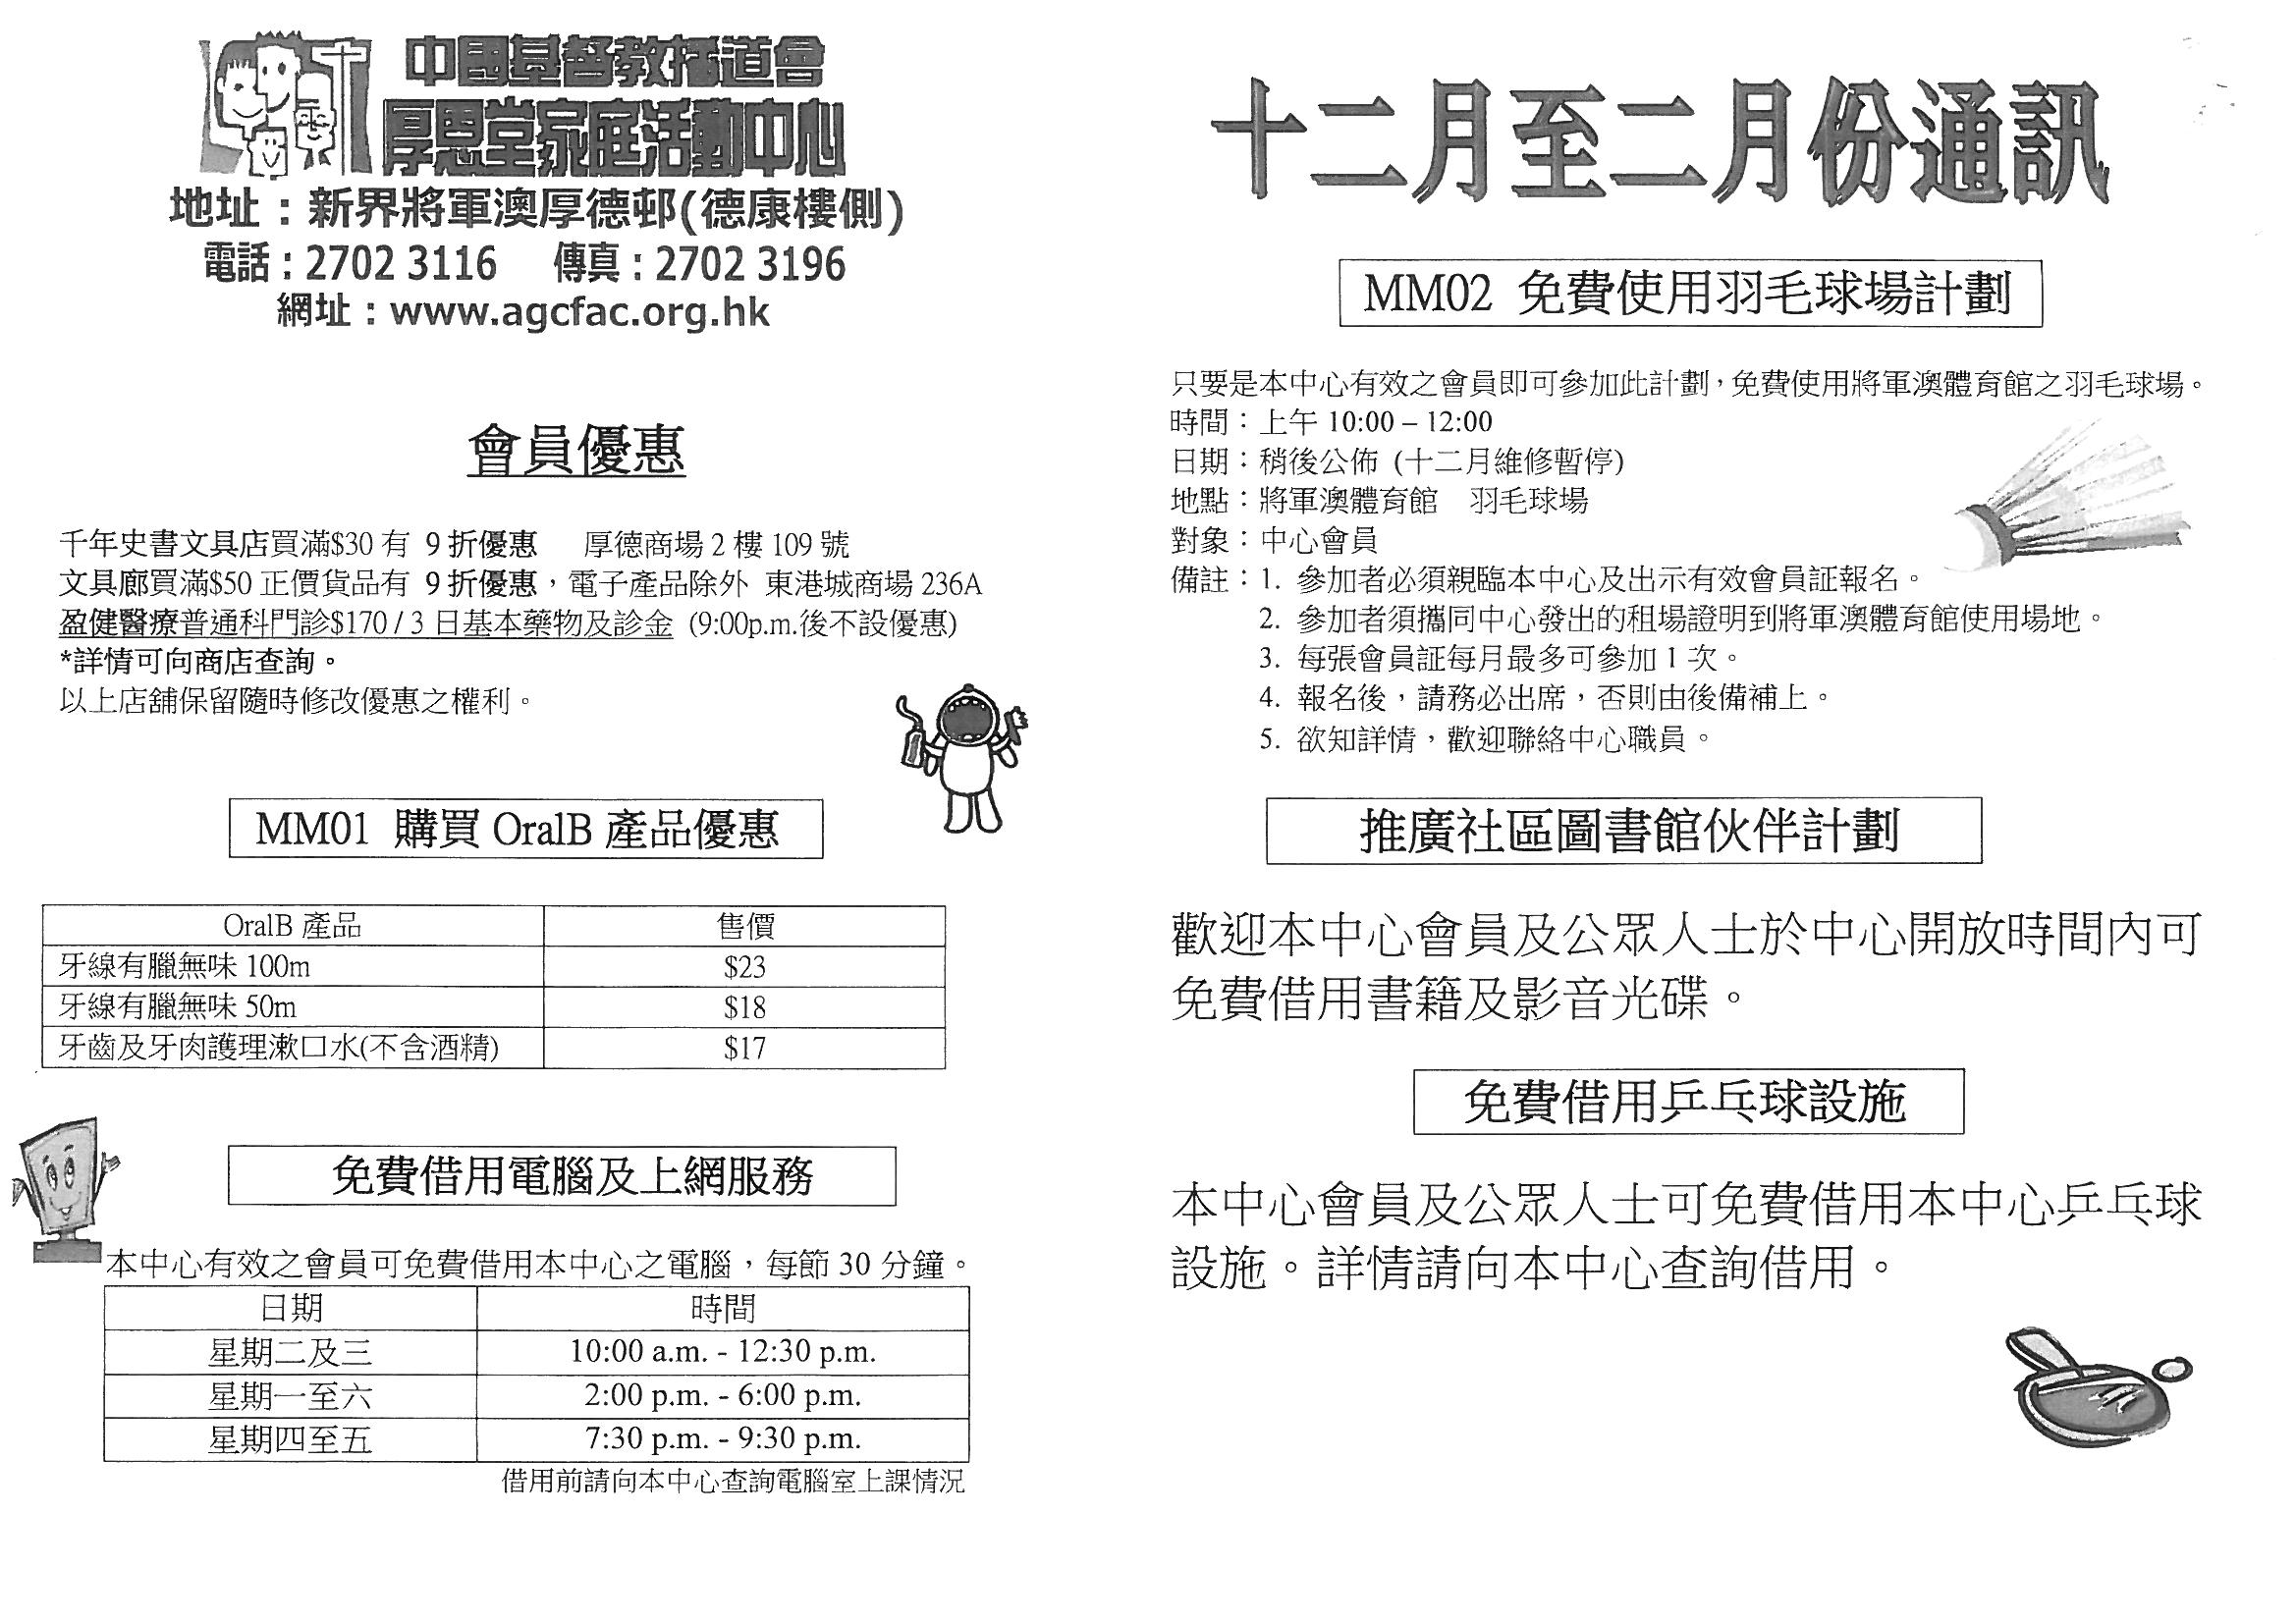 中國基督教播道會
厚恩堂家庭活動中心
地址：新界將軍澳厚德邨(德康樓側)
電話：2702 3116 傳真：2702 3196
網址：www.agcfac.org.hk
會員優惠
千年史書文具店買滿$30 有 9 折優惠 厚德商場 2 樓 109 號
文具廊買滿$50 正價貨品有 9 折優惠，電子產品除外 東港城商場 236A
盈健醫療普通科門診$170 / 3 日基本藥物及診金 (9:00p.m.後不設優惠)
*詳情可向商店查詢。
以上店舖保留隨時修改優惠之權利。
MM01 購買 OralB 產品優惠
OralB 產品 售價
牙線有臘無味 100m $23
牙線有臘無味 50m $18
牙齒及牙肉護理漱口水(不含酒精) $17
免費借用電腦及上網服務
本中心有效之會員可免費借用本中心之電腦，每節 30 分鐘。
日期 時間
星期二及三 10:00 a.m. - 12:30 p.m.
星期一至六 2:00 p.m. - 6:00 p.m.
星期四至五 7:30 p.m. - 9:30 p.m.
借用前請向本中心查詢電腦室上課情況
十二月至二月份通訊
MM02 免費使用羽毛球場計劃
只要是本中心有效之會員即可參加此計劃，免費使用將軍澳體育館之羽毛球場。
時間：上午 10:00 – 12:00
日期：稍後公佈 (十二月維修暫停)
地點：將軍澳體育館 羽毛球場
對象：中心會員
備註：1. 參加者必須親臨本中心及出示有效會員証報名。
2. 參加者須攜同中心發出的租場證明到將軍澳體育館使用場地。
3. 每張會員証每月最多可參加 1 次。
4. 報名後，請務必出席，否則由後備補上。
5. 欲知詳情，歡迎聯絡中心職員。
推廣社區圖書館伙伴計劃
歡迎本中心會員及公眾人士於中心開放時間內可
免費借用書籍及影音光碟。
免費借用乒乓球設施
本中心會員及公眾人士可免費借用本中心乒乓球
設施。詳情請向本中心查詢借用。